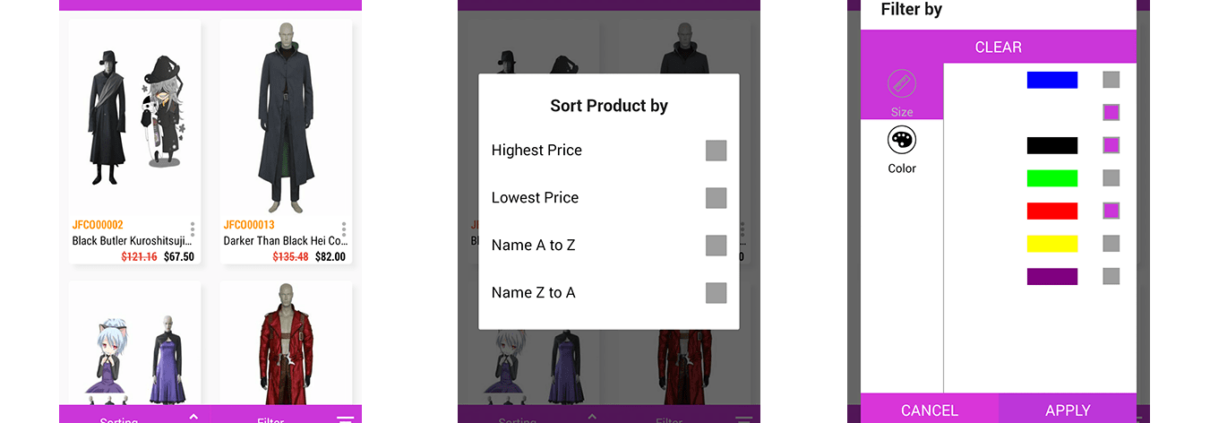 JFCO00002
Black Butler Kuroshitsuji...
$121.16 $67.50
JFCO00013
Darker Than Black Hei Co...
$135.48 $82.00
Sorting
Filter
Sort Product by
Highest Price
Lowest Price
Name A to Z
Name Z to A
Sorting
Filter
Filter by
CLEAR
Size
Color
CANCEL
APPLY